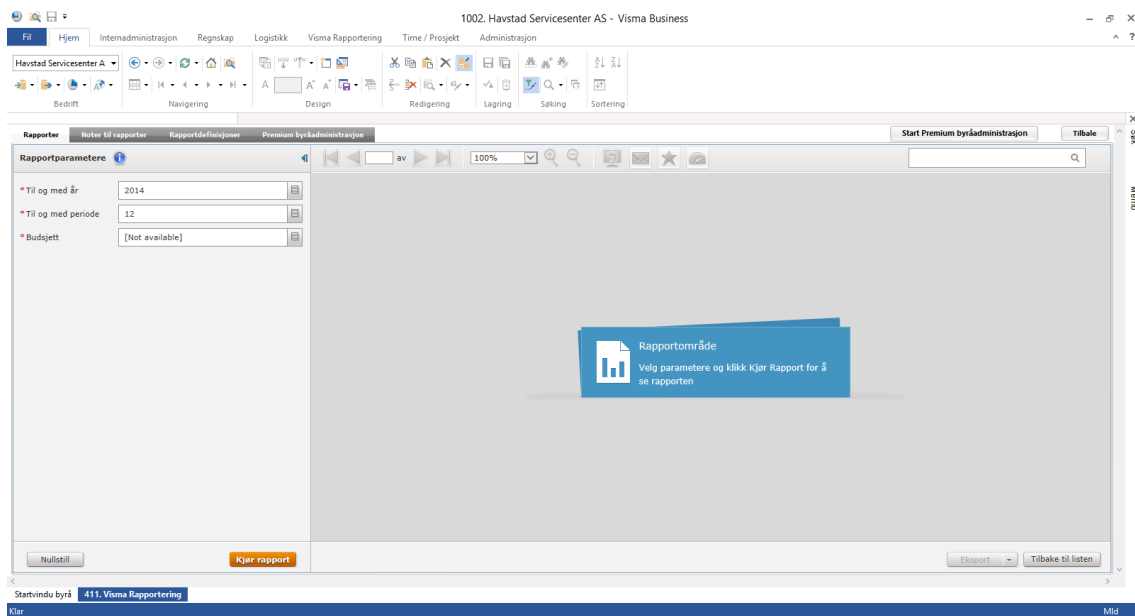 1002. Havstad Servicesenter AS - Visma Business
Fil Hjem Internadministrasjon Regnskap Logistikk Visma Rapportering Time / Prosjekt Administrasjon
Havstad Servicesenter A
Bedrift Navigering Design Redigering Lagring Søking Sortering
Rapporter Noter til rapporter Rapportdefinisjoner Premium byråadministrasjon Start Premium byråadministrasjon Tilbake
Rapportparametere av 100%
* Til og med år 2014
* Til og med periode 12
* Budsjett [Not available]
Rapportområde
Velg parametere og klikk Kjør Rapport for å
se rapporten
Nullstill Kjør rapport Eksport Tilbake til listen
Startvindu byrå 411. Visma Rapportering
Klar Mld
Søk
Memo